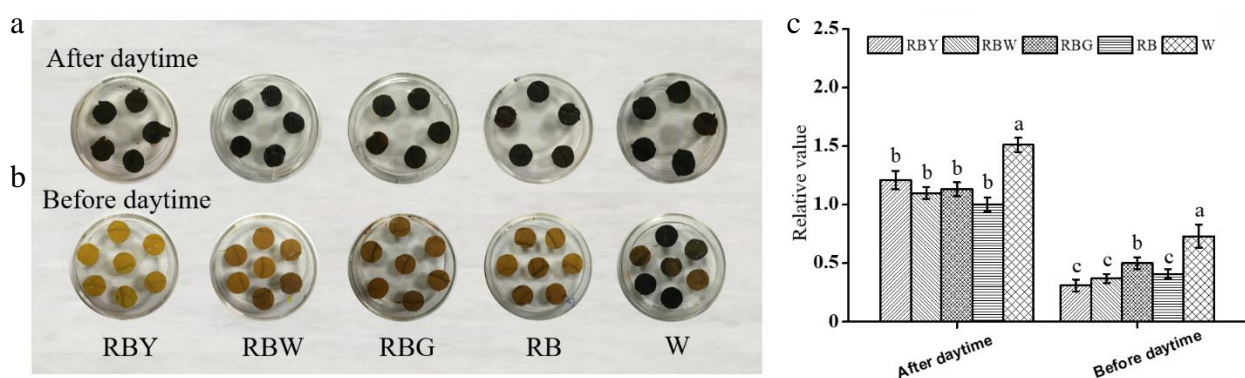 a
After daytime
b
Before daytime
RBY RBW RBG RB W
c
2.5
2.0
1.5
1.0
0.5
0
Relative value
RBY RBW RBG RB W
b b b b a
c c b c a
After daytime Before daytime